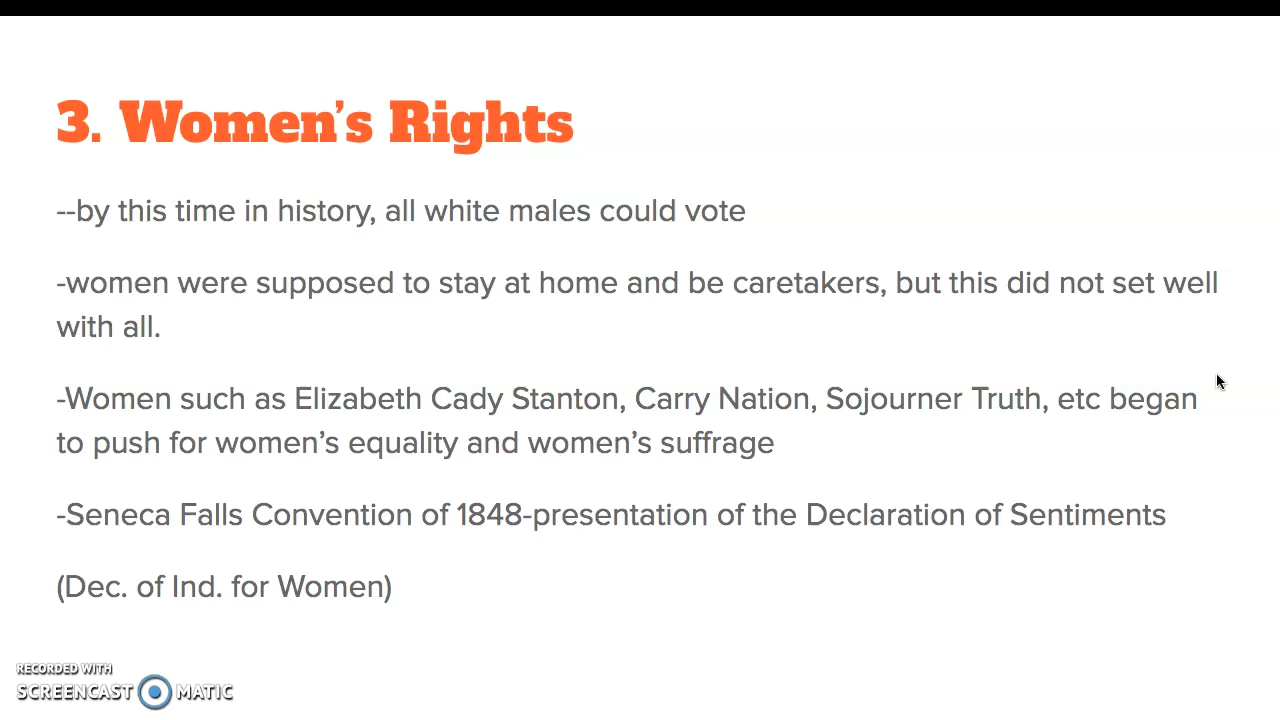 3. Women's Rights
--by this time in history, all white males could vote
-women were supposed to stay at home and be caretakers, but this did not set well
with all.
-Women such as Elizabeth Cady Stanton, Carry Nation, Sojourner Truth, etc began
to push for women's equality and women's suffrage
-Seneca Falls Convention of 1848-presentation of the Declaration of Sentiments
(Dec. of Ind. for Women)
RECORDED WITH
SCREENCAST MATIC